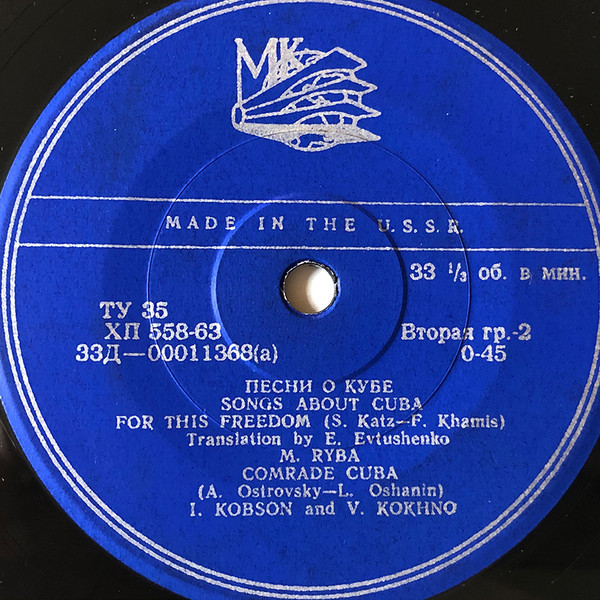 МК
MADE IN THE U.S.S.R.
33 ⅓ об. в мин.
ТУ 35
ХП 558-63
33Д—00011368(а)
Вторая гр.-2
0-45
ПЕСНИ О КУБЕ
SONGS ABOUT CUBA
FOR THIS FREEDOM (S. Katz—F. Khamis)
Translation by E. Evtushenko
M. RYBA
COMRADE CUBA
(A. Ostrovsky—L. Oshanin)
I. KOBSON and V. KOKHNO